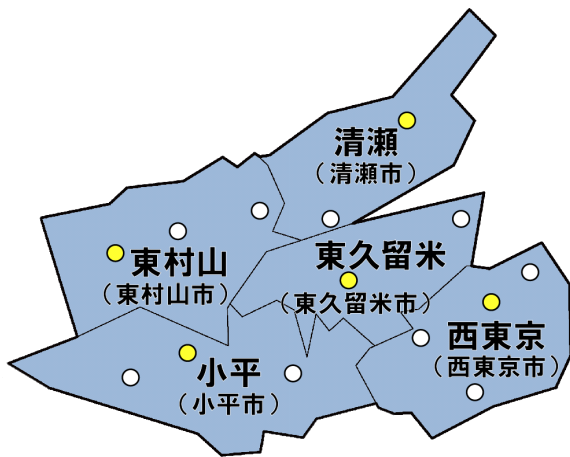 清瀬
（清瀬市）
東久留米
（東久留米市）
東村山
（東村山市）
西東京
（西東京市）
小平
（小平市）